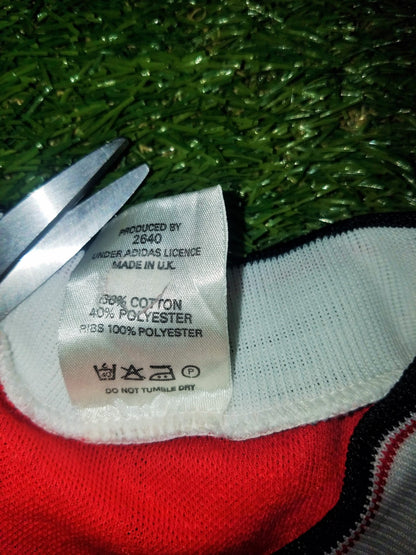 PRODUCED BY
2640
UNDER ADIDAS LICENCE
MADE IN U.K.
60% COTTON
40% POLYESTER
RIBS 100% POLYESTER
40 P
DO NOT TUMBLE DRY